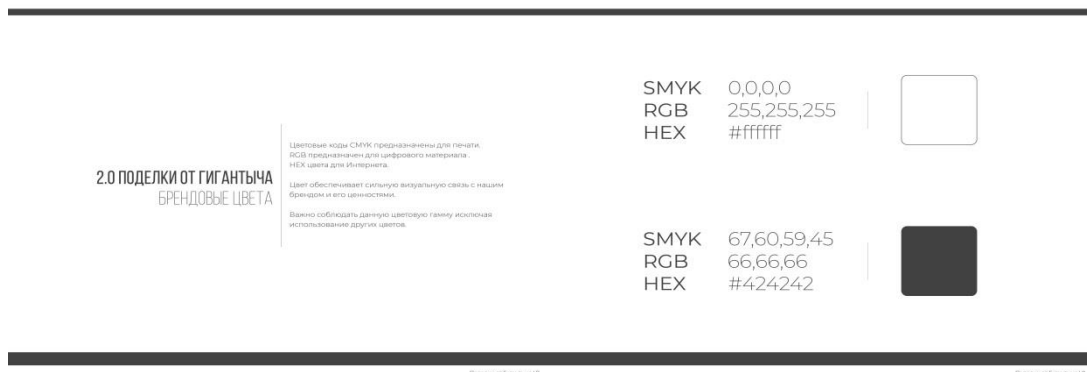 2.0 ПОДЕЛКИ ОТ ГИГАНТЫЧА
БРЕНДОВЫЕ ЦВЕТА
Цветовые коды СМYK предназначены для печати.
RGB предназначен для цифрового материала .
HEX цвета для Интернета.
Цвет обеспечивает сильную визуальную связь с нашим
брендом и его ценностями.
Важно соблюдать данную цветовую гамму исключая
использование других цветов.
SMYK 0,0,0,0
RGB 255,255,255
HEX #ffffff
SMYK 67,60,59,45
RGB 66,66,66
HEX #424242